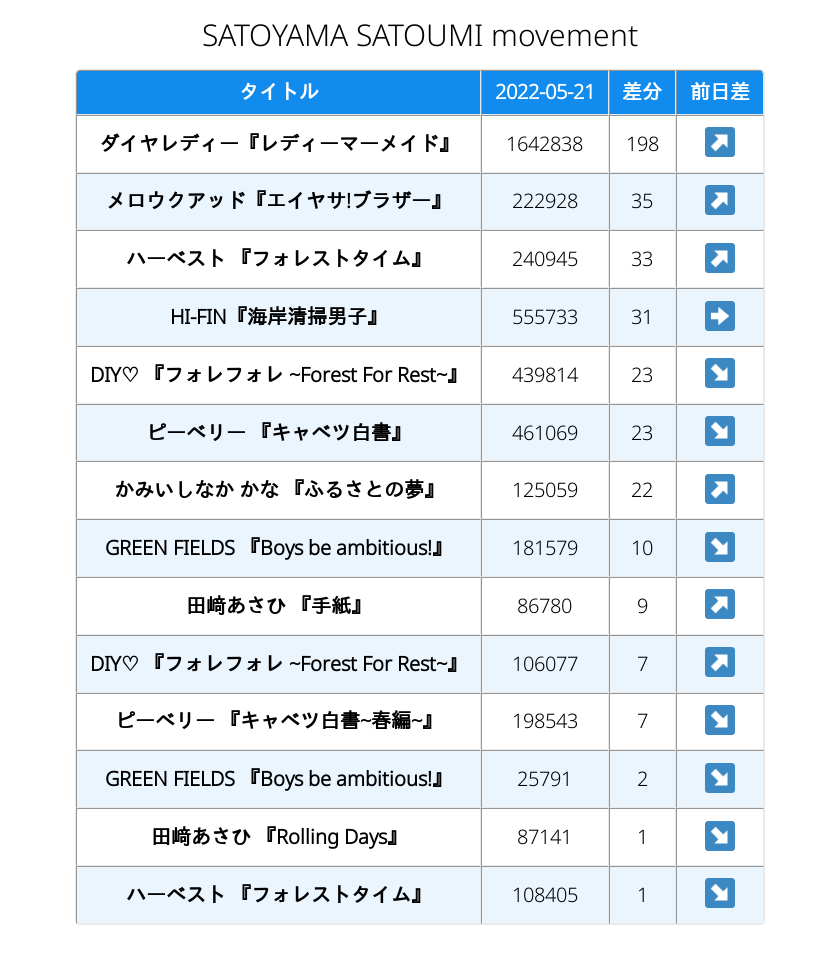 SATOYAMA SATOUMI movement
タイトル 2022-05-21 差分 前日差
ダイヤレディー『レディーマーメイド』 1642838 198 ↗
メロウクアッド『エイヤサ!ブラザー』 222928 35 ↗
ハーベスト 『フォレストタイム』 240945 33 ↗
HI-FIN『海岸清掃男子』 555733 31 ➡
DIY♡ 『フォレフォレ ~Forest For Rest~』 439814 23 ↘
ピーベリー 『キャベツ白書』 461069 23 ↘
かみいしなか かな 『ふるさとの夢』 125059 22 ↗
GREEN FIELDS 『Boys be ambitious!』 181579 10 ↘
田﨑あさひ 『手紙』 86780 9 ↗
DIY♡ 『フォレフォレ ~Forest For Rest~』 106077 7 ↗
ピーベリー 『キャベツ白書~春編~』 198543 7 ↘
GREEN FIELDS 『Boys be ambitious!』 25791 2 ↘
田﨑あさひ 『Rolling Days』 87141 1 ↘
ハーベスト 『フォレストタイム』 108405 1 ↘